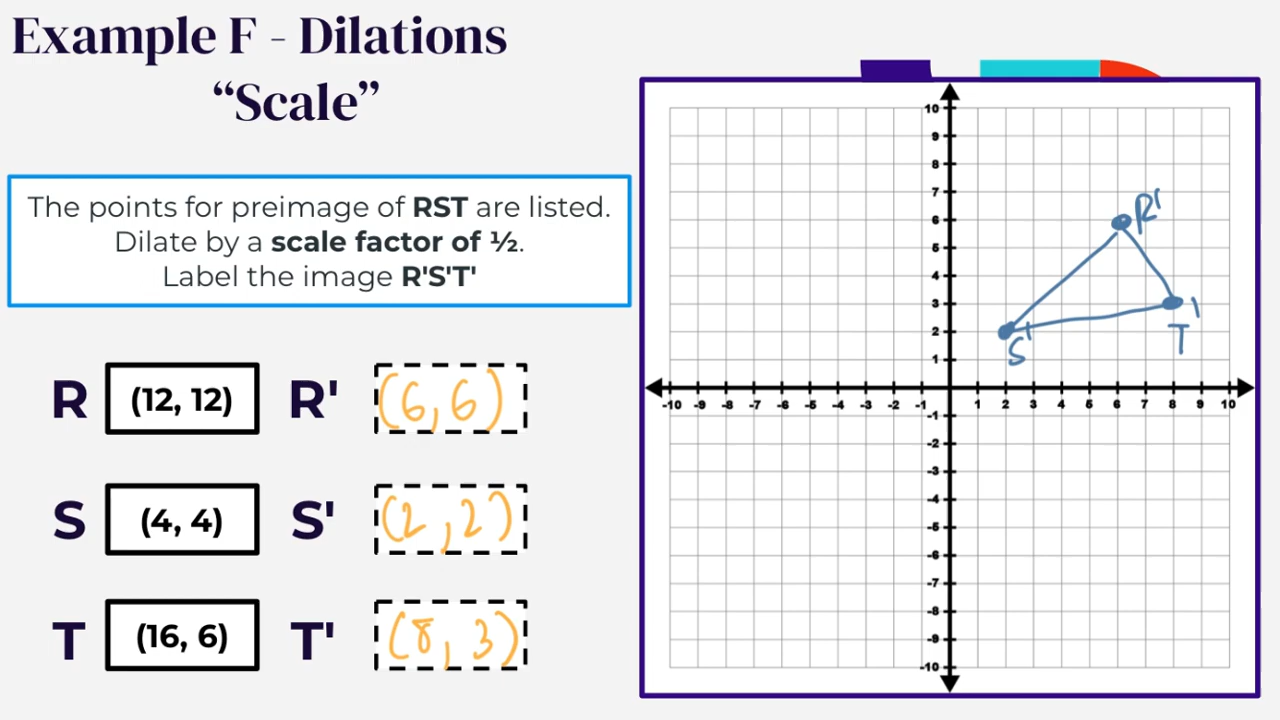 Example F - Dilations
“Scale”
The points for preimage of RST are listed.
Dilate by a scale factor of ½.
Label the image R'S'T'
R (12, 12) R' (6, 6)
S (4, 4) S' (2, 2)
T (16, 6) T' (8, 3)
10
9
8
7
R'
6
5
4
3
2
T'
S'
1
-10 -9 -8 -7 -6 -5 -4 -3 -2 -1 1 2 3 4 5 6 7 8 9 10
-1
-2
-3
-4
-5
-6
-7
-8
-9
-10